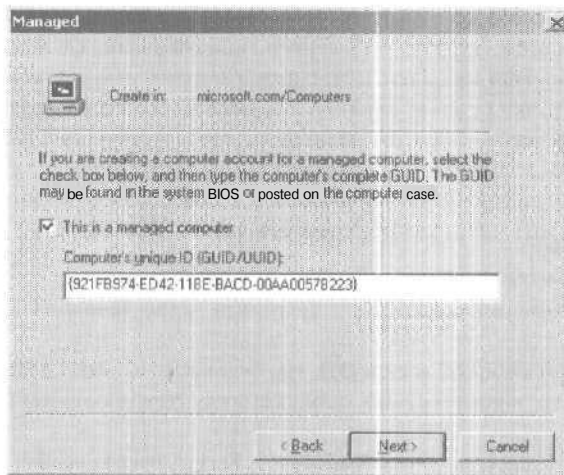 Managed
Create in: microsoft.com/Computers
If you are creating a computer account for a managed computer, select the
check box below, and then type the computer's complete GUID. The GUID
may be found in the system BIOS or posted on the computer case.
This is a managed computer
Computer's unique ID (GUID/UUID):
{921FB974-ED42-11BE-BACD-00AA0057B223}
< Back
Next >
Cancel